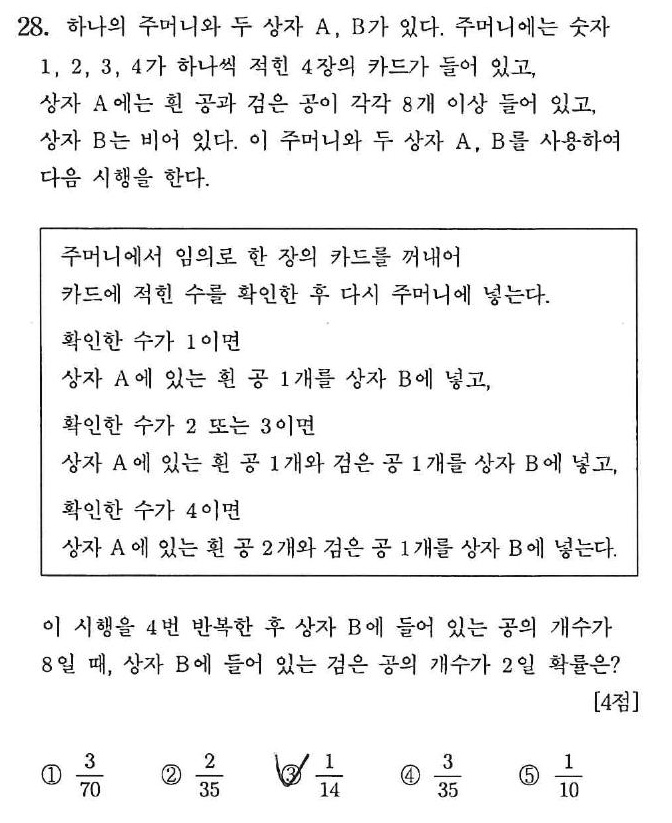 28. 하나의 주머니와 두 상자 A, B가 있다. 주머니에는 숫자
1, 2, 3, 4가 하나씩 적힌 4장의 카드가 들어 있고,
상자 A에는 흰 공과 검은 공이 각각 8개 이상 들어 있고,
상자 B는 비어 있다. 이 주머니와 두 상자 A, B를 사용하여
다음 시행을 한다.
주머니에서 임의로 한 장의 카드를 꺼내어
카드에 적힌 수를 확인한 후 다시 주머니에 넣는다.
확인한 수가 1이면
상자 A에 있는 흰 공 1개를 상자 B에 넣고,
확인한 수가 2 또는 3이면
상자 A에 있는 흰 공 1개와 검은 공 1개를 상자 B에 넣고,
확인한 수가 4이면
상자 A에 있는 흰 공 2개와 검은 공 1개를 상자 B에 넣는다.
이 시행을 4번 반복한 후 상자 B에 들어 있는 공의 개수가
8일 때, 상자 B에 들어 있는 검은 공의 개수가 2일 확률은?
[4점]
① 3/70 ② 2/35 ③ 1/14 ④ 3/35 ⑤ 1/10